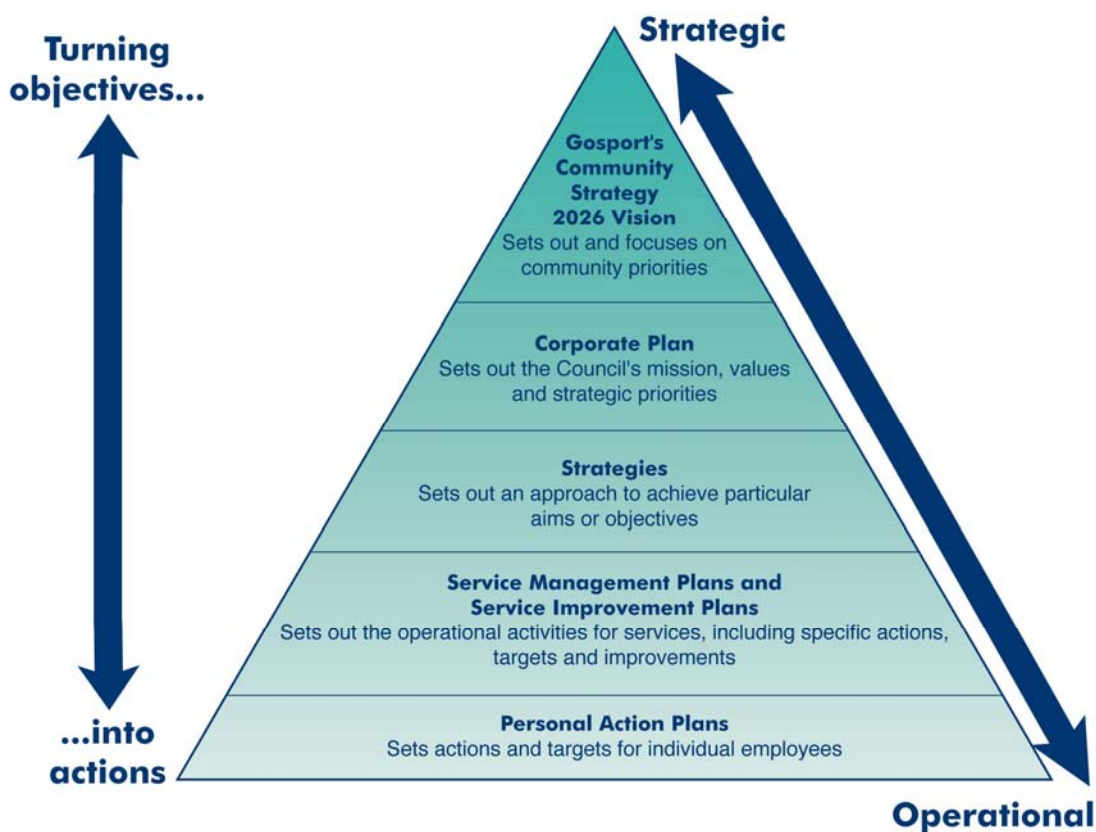 Turning
objectives...
Strategic
Gosport's
Community
Strategy
2026 Vision
Sets out and focuses on
community priorities
Corporate Plan
Sets out the Council's mission, values
and strategic priorities
Strategies
Sets out an approach to achieve particular
aims or objectives
Service Management Plans and
Service Improvement Plans
Sets out the operational activities for services, including specific actions,
targets and improvements
Personal Action Plans
Sets actions and targets for individual employees
...into
actions
Operational